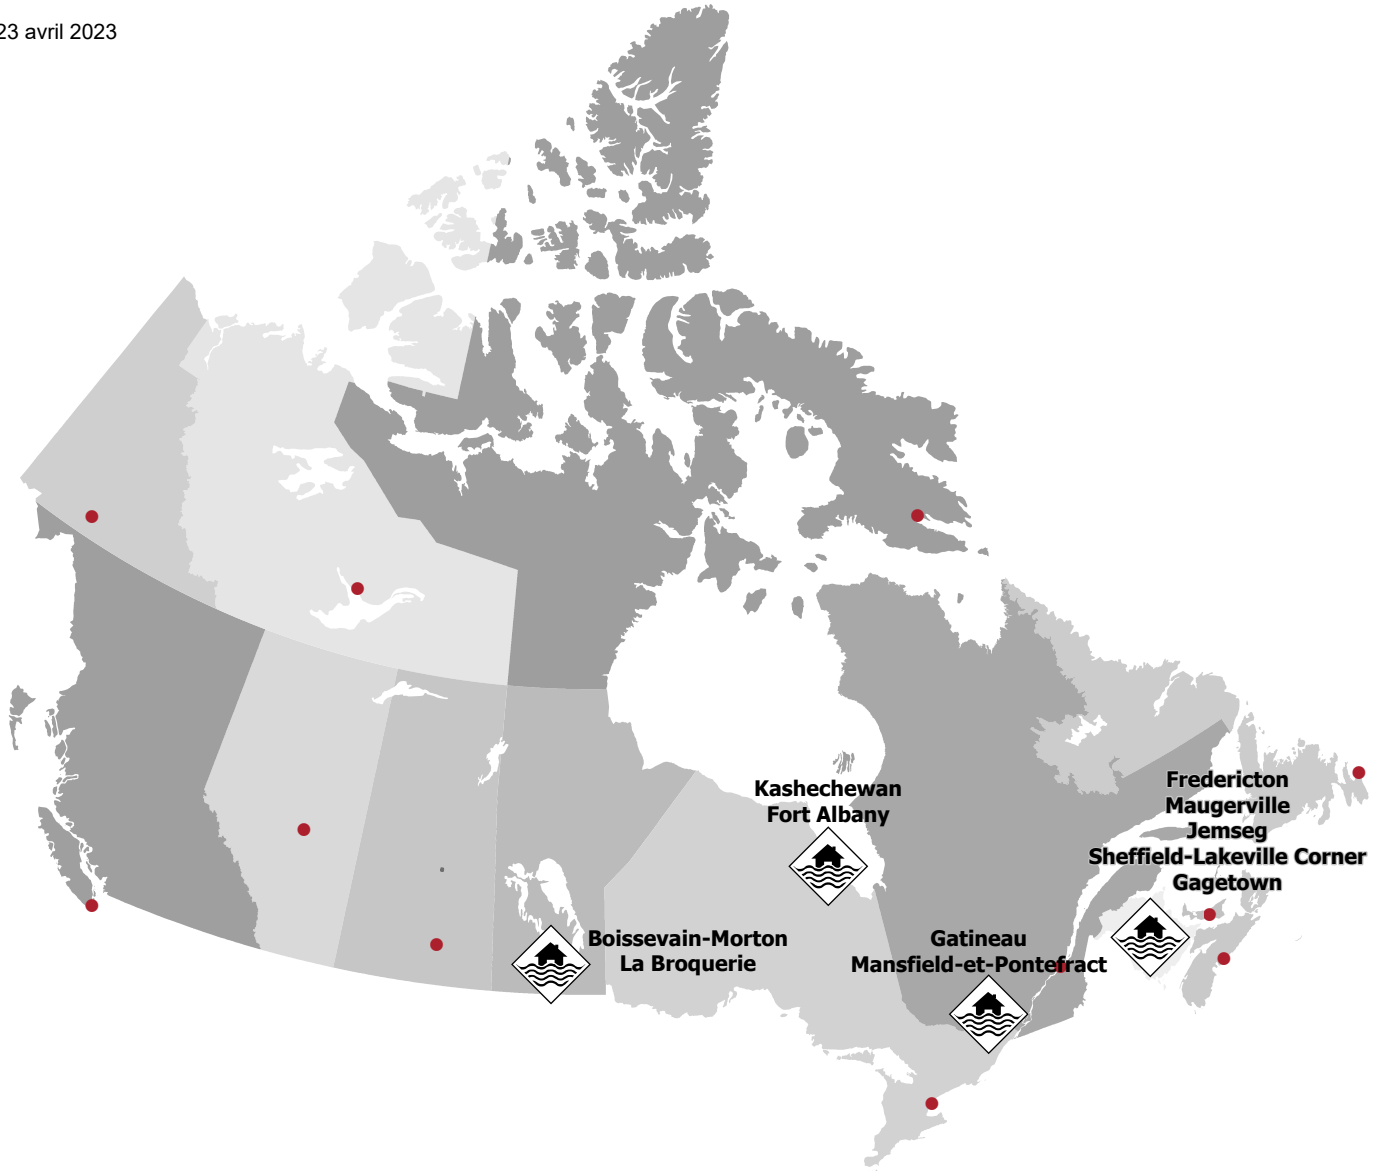 23 avril 2023
Kashechewan
Fort Albany
Fredericton
Maugerville
Jemseg
Sheffield-Lakeville Corner
Gagetown
Boissevain-Morton
La Broquerie
Gatineau
Mansfield-et-Pontefract